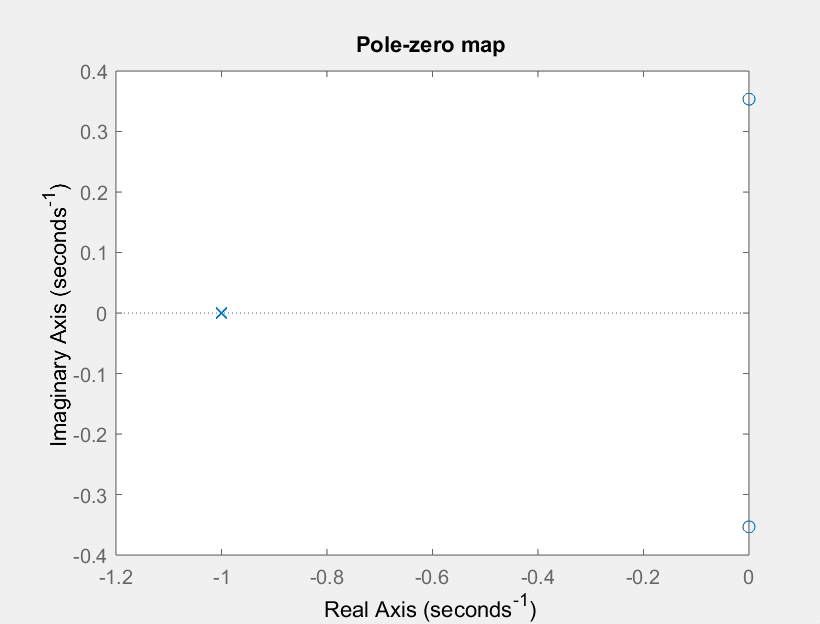 Pole-zero map
0.4
0.3
0.2
0.1
0
-0.1
-0.2
-0.3
-0.4
Imaginary Axis (seconds⁻¹)
-1.2 -1 -0.8 -0.6 -0.4 -0.2 0
Real Axis (seconds⁻¹)